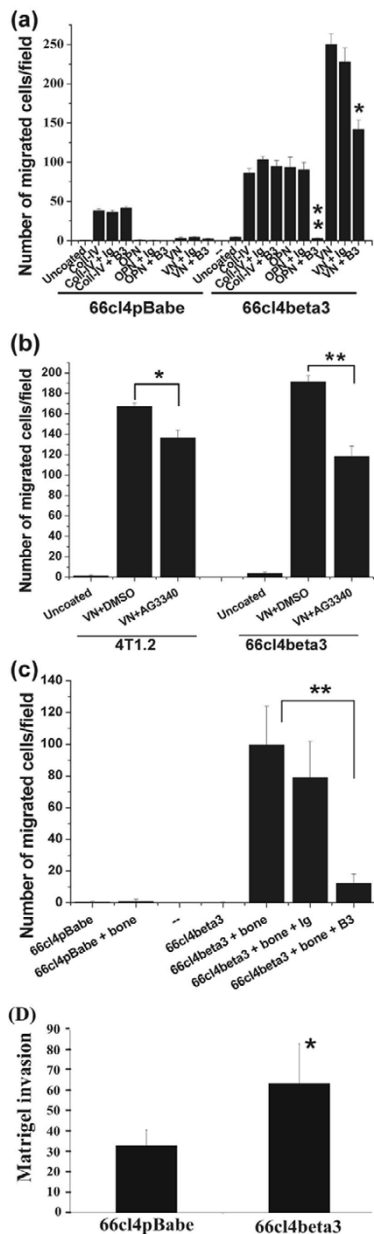 (a)
Number of migrated cells/field
250
200
150
100
50
0
*
*
*
Uncoated
Coll-IV
Coll-IV + Ig
Coll-IV + B3
OPN
OPN + Ig
OPN + B3
VN
VN + Ig
VN + B3
--
Uncoated
Coll-IV
Coll-IV + Ig
Coll-IV + B3
OPN
OPN + Ig
OPN + B3
VN
VN + Ig
VN + B3
66cl4pBabe
66cl4beta3
(b)
Number of migrated cells/field
200
180
160
140
120
100
80
60
40
20
0
*
**
Uncoated
VN+DMSO
VN+AG3340
Uncoated
VN+DMSO
VN+AG3340
4T1.2
66cl4beta3
(c)
Number of migrated cells/field
140
120
100
80
60
40
20
0
**
66cl4pBabe
66cl4pBabe + bone
--
66cl4beta3
66cl4beta3 + bone
66cl4beta3 + bone + Ig
66cl4beta3 + bone + B3
(D)
Matrigel invasion
90
80
70
60
50
40
30
20
10
0
*
66cl4pBabe
66cl4beta3